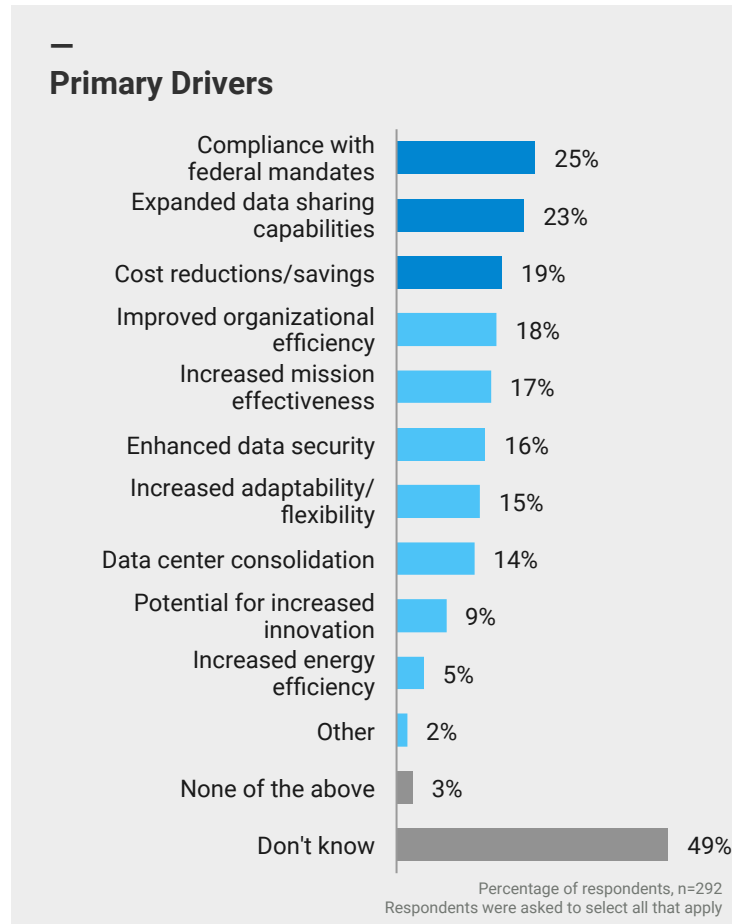 Primary Drivers
Compliance with
federal mandates
25%
Expanded data sharing
capabilities
23%
Cost reductions/savings
19%
Improved organizational
efficiency
18%
Increased mission
effectiveness
17%
Enhanced data security
16%
Increased adaptability/
flexibility
15%
Data center consolidation
14%
Potential for increased
innovation
9%
Increased energy
efficiency
5%
Other
2%
None of the above
3%
Don't know
49%
Percentage of respondents, n=292
Respondents were asked to select all that apply